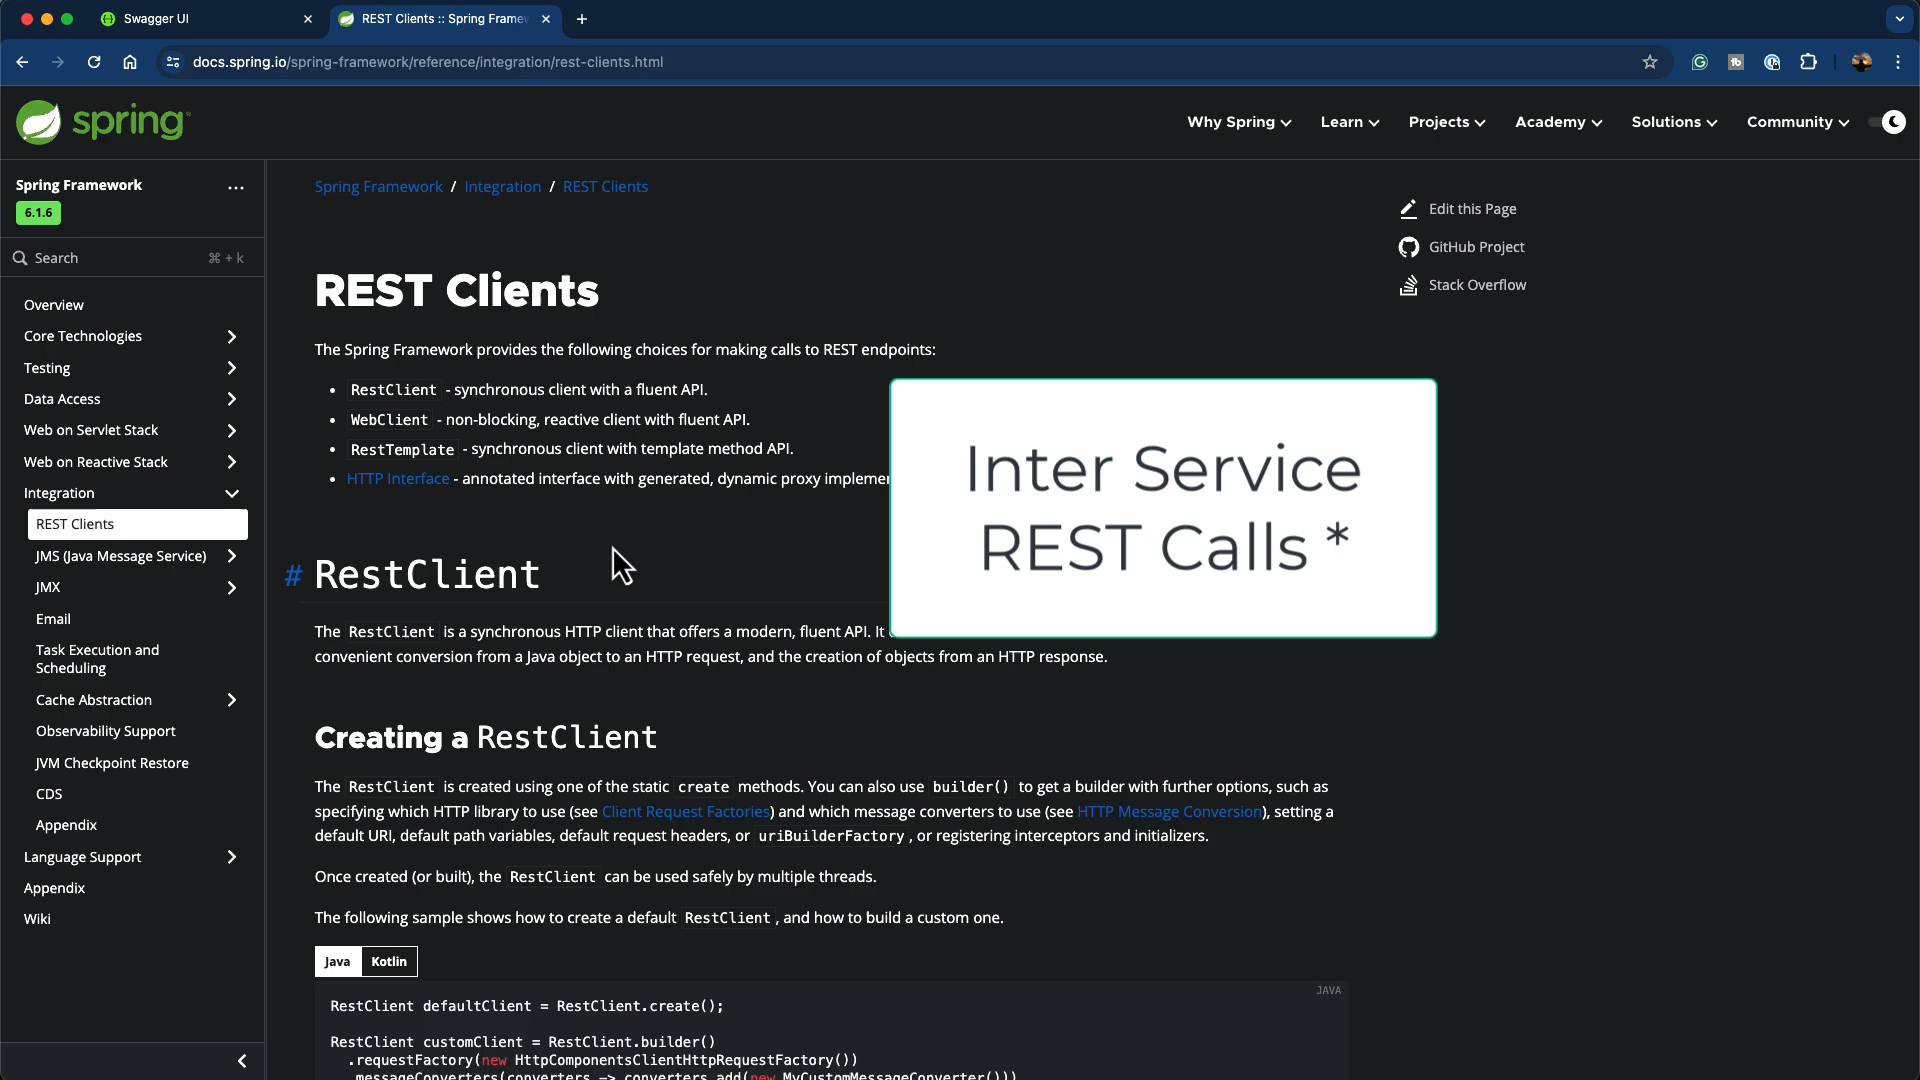 Swagger UI
REST Clients :: Spring Framew
docs.spring.io/spring-framework/reference/integration/rest-clients.html
spring
Why Spring
Learn
Projects
Academy
Solutions
Community
Spring Framework
6.1.6
Search
⌘ + k
Overview
Core Technologies
Testing
Data Access
Web on Servlet Stack
Web on Reactive Stack
Integration
REST Clients
JMS (Java Message Service)
JMX
Email
Task Execution and
Scheduling
Cache Abstraction
Observability Support
JVM Checkpoint Restore
CDS
Appendix
Language Support
Appendix
Wiki
Spring Framework / Integration / REST Clients
Edit this Page
GitHub Project
Stack Overflow
REST Clients
The Spring Framework provides the following choices for making calls to REST endpoints:
• RestClient - synchronous client with a fluent API.
• WebClient - non-blocking, reactive client with fluent API.
• RestTemplate - synchronous client with template method API.
• HTTP Interface - annotated interface with generated, dynamic proxy implemen
Inter Service
REST Calls *
# RestClient
The RestClient is a synchronous HTTP client that offers a modern, fluent API. It
convenient conversion from a Java object to an HTTP request, and the creation of objects from an HTTP response.
Creating a RestClient
The RestClient is created using one of the static create methods. You can also use builder() to get a builder with further options, such as
specifying which HTTP library to use (see Client Request Factories) and which message converters to use (see HTTP Message Conversion), setting a
default URI, default path variables, default request headers, or uriBuilderFactory, or registering interceptors and initializers.
Once created (or built), the RestClient can be used safely by multiple threads.
The following sample shows how to create a default RestClient, and how to build a custom one.
Java
Kotlin
JAVA
RestClient defaultClient = RestClient.create();
RestClient customClient = RestClient.builder()
.requestFactory(new HttpComponentsClientHttpRequestFactory())
.messageConverters(converters -> converters.add(new MyCustomMessageConverter()))